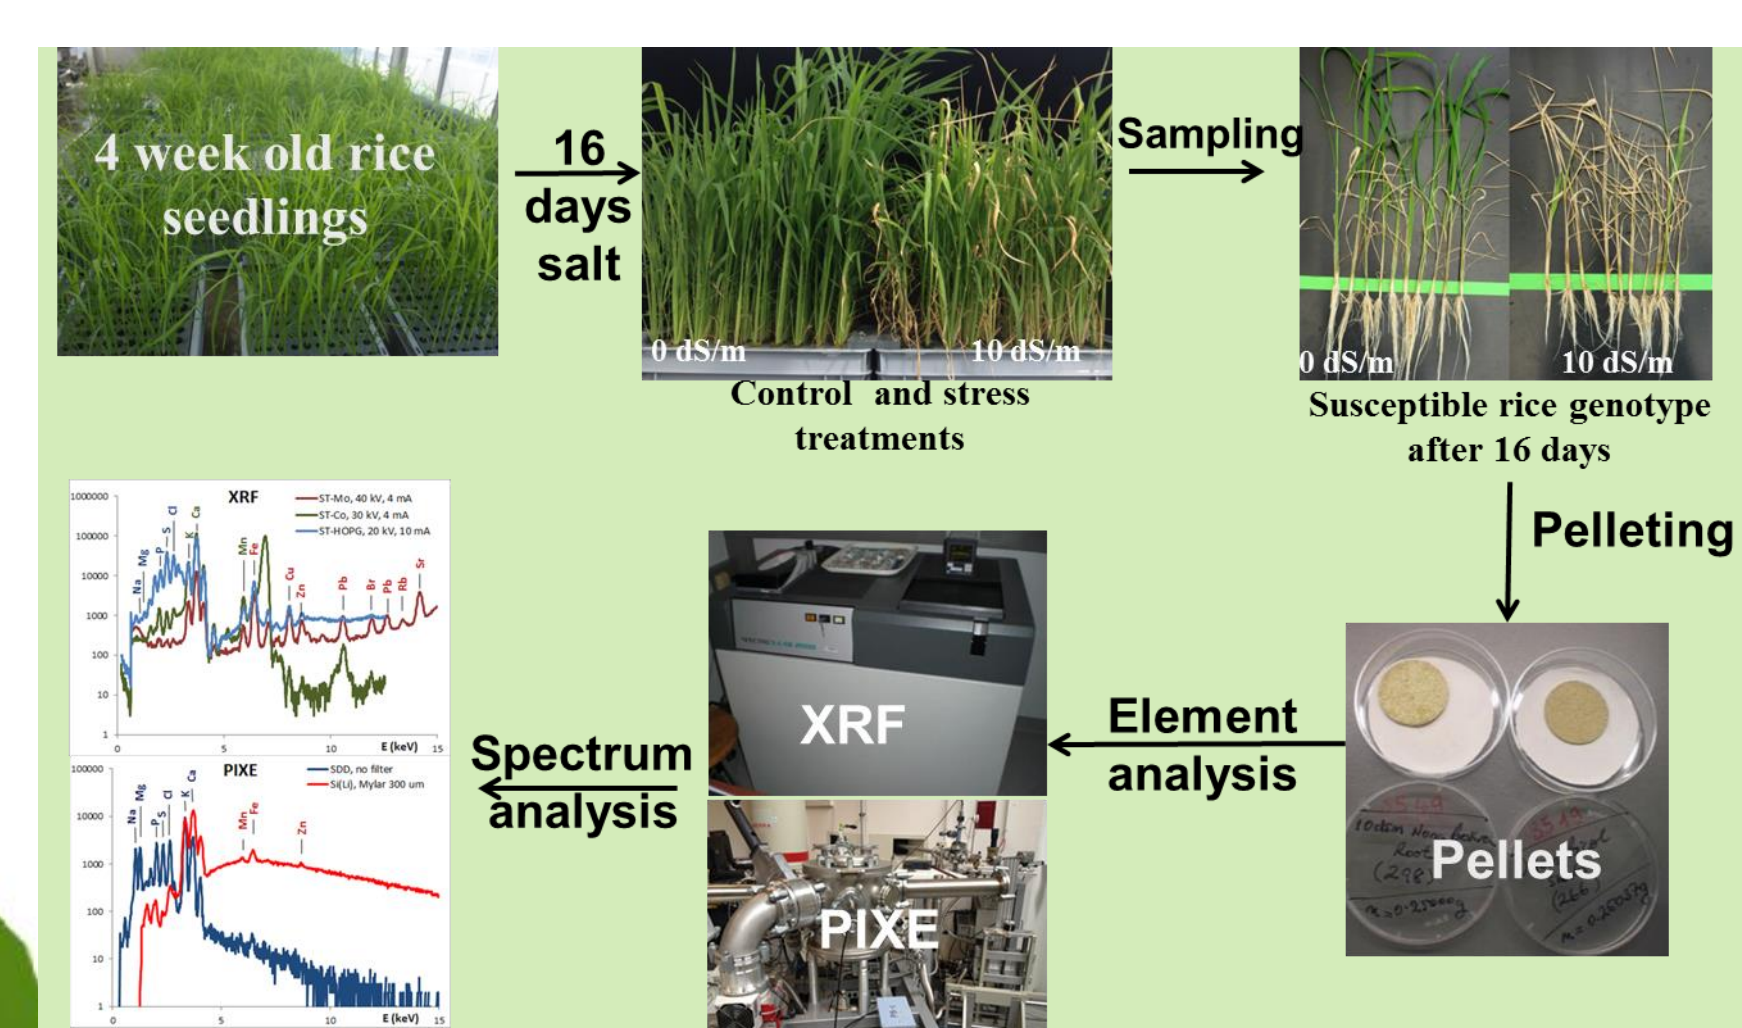 4 week old rice
seedlings
16
days
salt
0 dS/m
10 dS/m
Control and stress
treatments
Sampling
0 dS/m
10 dS/m
Susceptible rice genotype
after 16 days
Pelleting
3549
Root
(298)
3519
(266)
Pellets
Element
analysis
XRF
PIXE
Spectrum
analysis
XRF
ST-Mo, 40 kV, 4 mA
ST-Co, 30 kV, 4 mA
ST-HOPG, 20 kV, 10 mA
Na
Mg
P
S
Cl
K
Ca
Mn
Fe
Cu
Zn
Pb
Br
Pb
Rb
Sr
1000000
100000
10000
1000
100
10
1
0 5 10 E (keV) 15
PIXE
SDD, no filter
Si(Li), Mylar 300 um
Na
Mg
P
S
Cl
K
Ca
Mn
Fe
Zn
100000
10000
1000
100
10
1
0 5 10 E (keV) 15